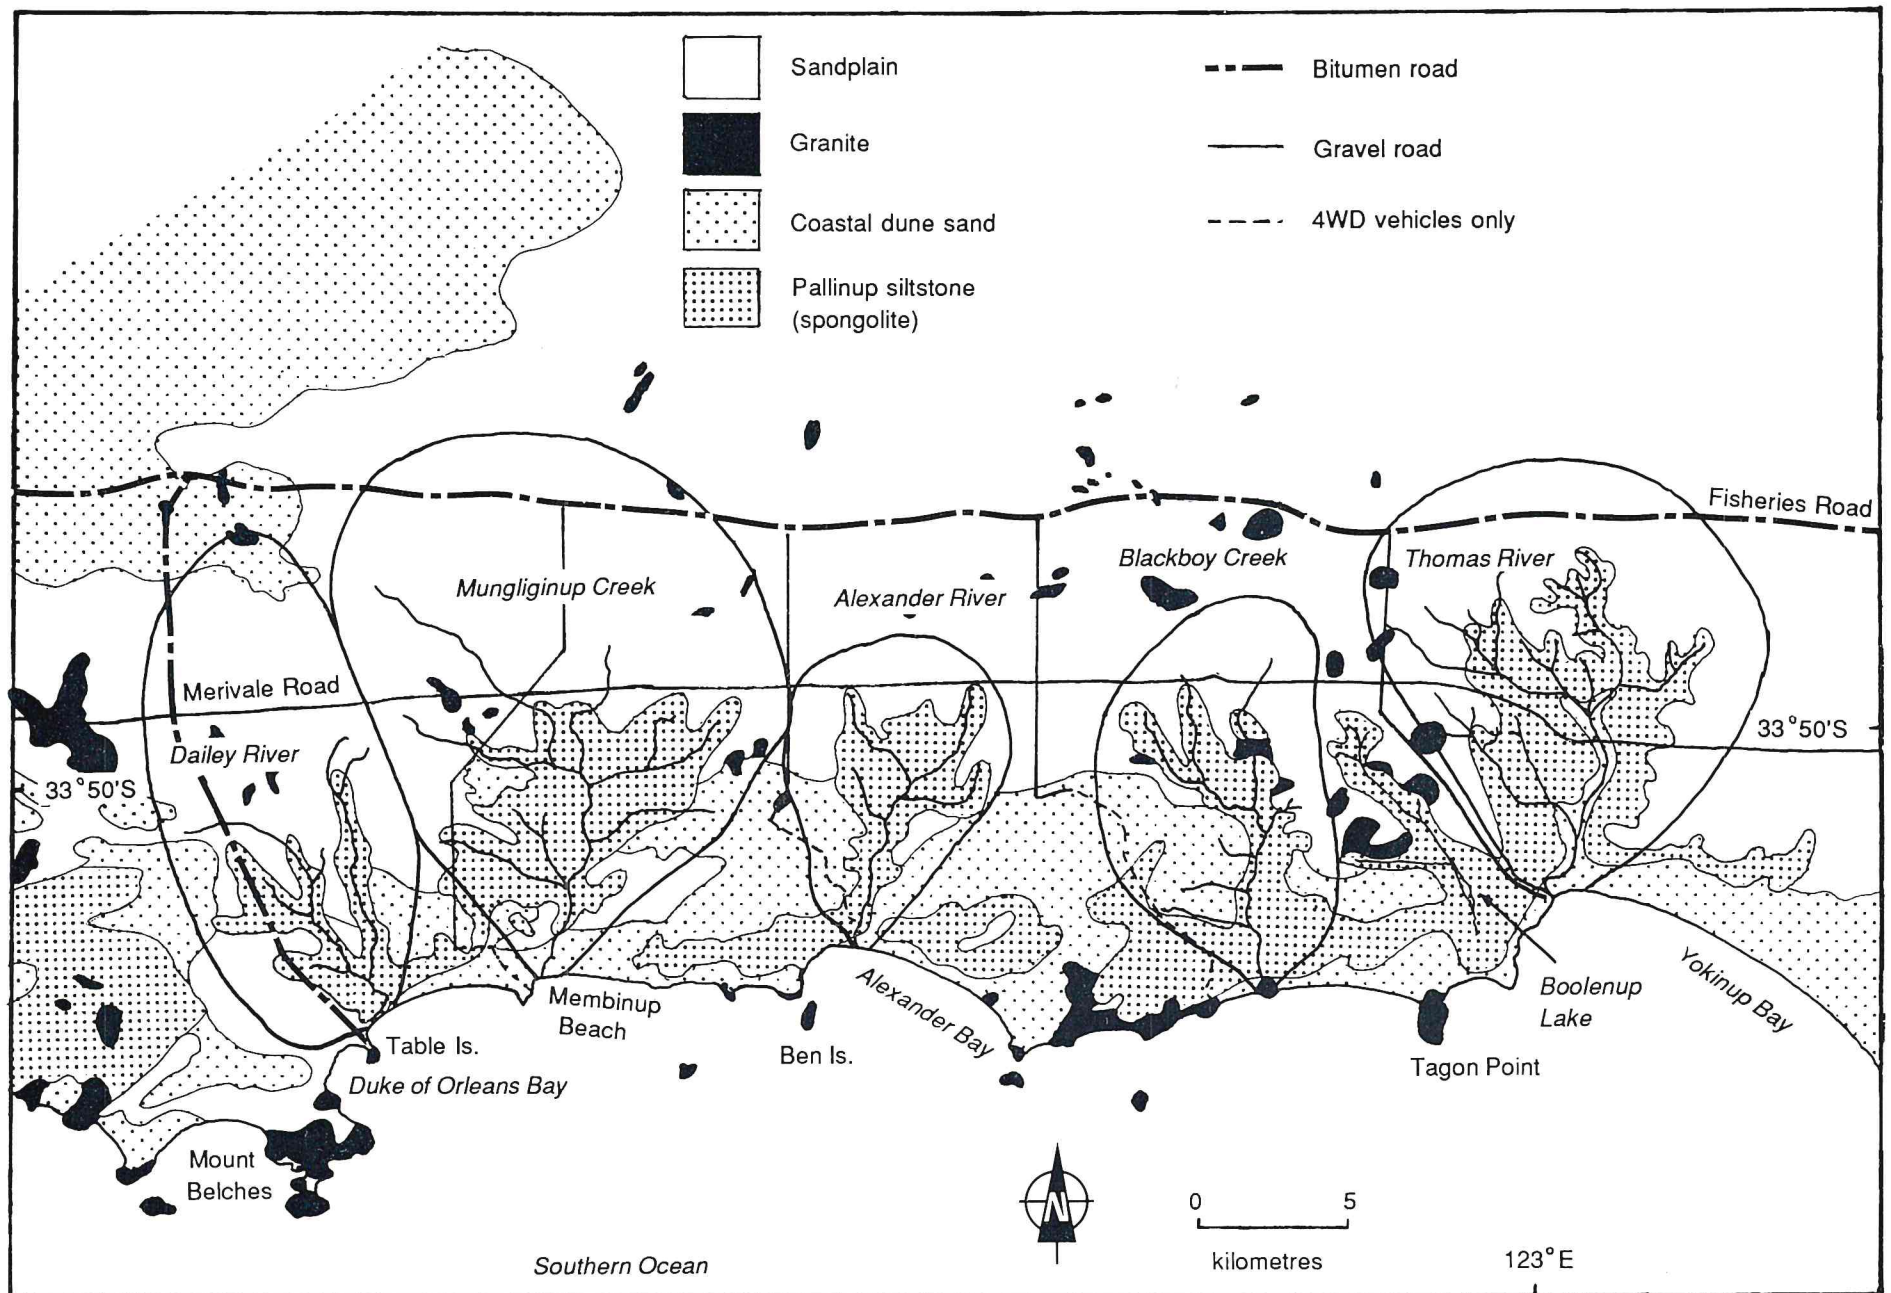 Sandplain
Granite
Coastal dune sand
Pallinup siltstone
(spongolite)
Bitumen road
Gravel road
4WD vehicles only
Fisheries Road
Mungliginup Creek
Alexander River
Blackboy Creek
Thomas River
Merivale Road
Dailey River
33°50'S
33°50'S
Table Is.
Duke of Orleans Bay
Membinup
Beach
Ben Is.
Alexander Bay
Tagon Point
Boolenup
Lake
Yokinup Bay
Mount
Belches
N
0 5
kilometres
Southern Ocean
123°E